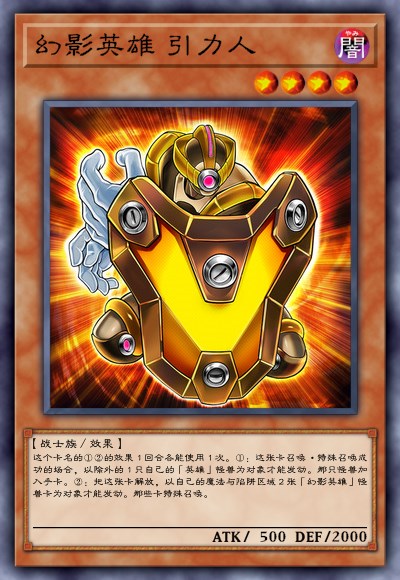 幻影英雄 引力人
やみ
闇
【战士族/效果】
这个卡名的①②的效果1回合各能使用1次。①：这张卡召唤·特殊召唤成
功的场合，以除外的1只自己的「英雄」怪兽为对象才能发动。那只怪兽加
入手卡。②：把这张卡解放，以自己的魔法与陷阱区域2张「幻影英雄」怪
兽卡为对象才能发动。那些卡特殊召唤。
ATK/ 500 DEF/2000